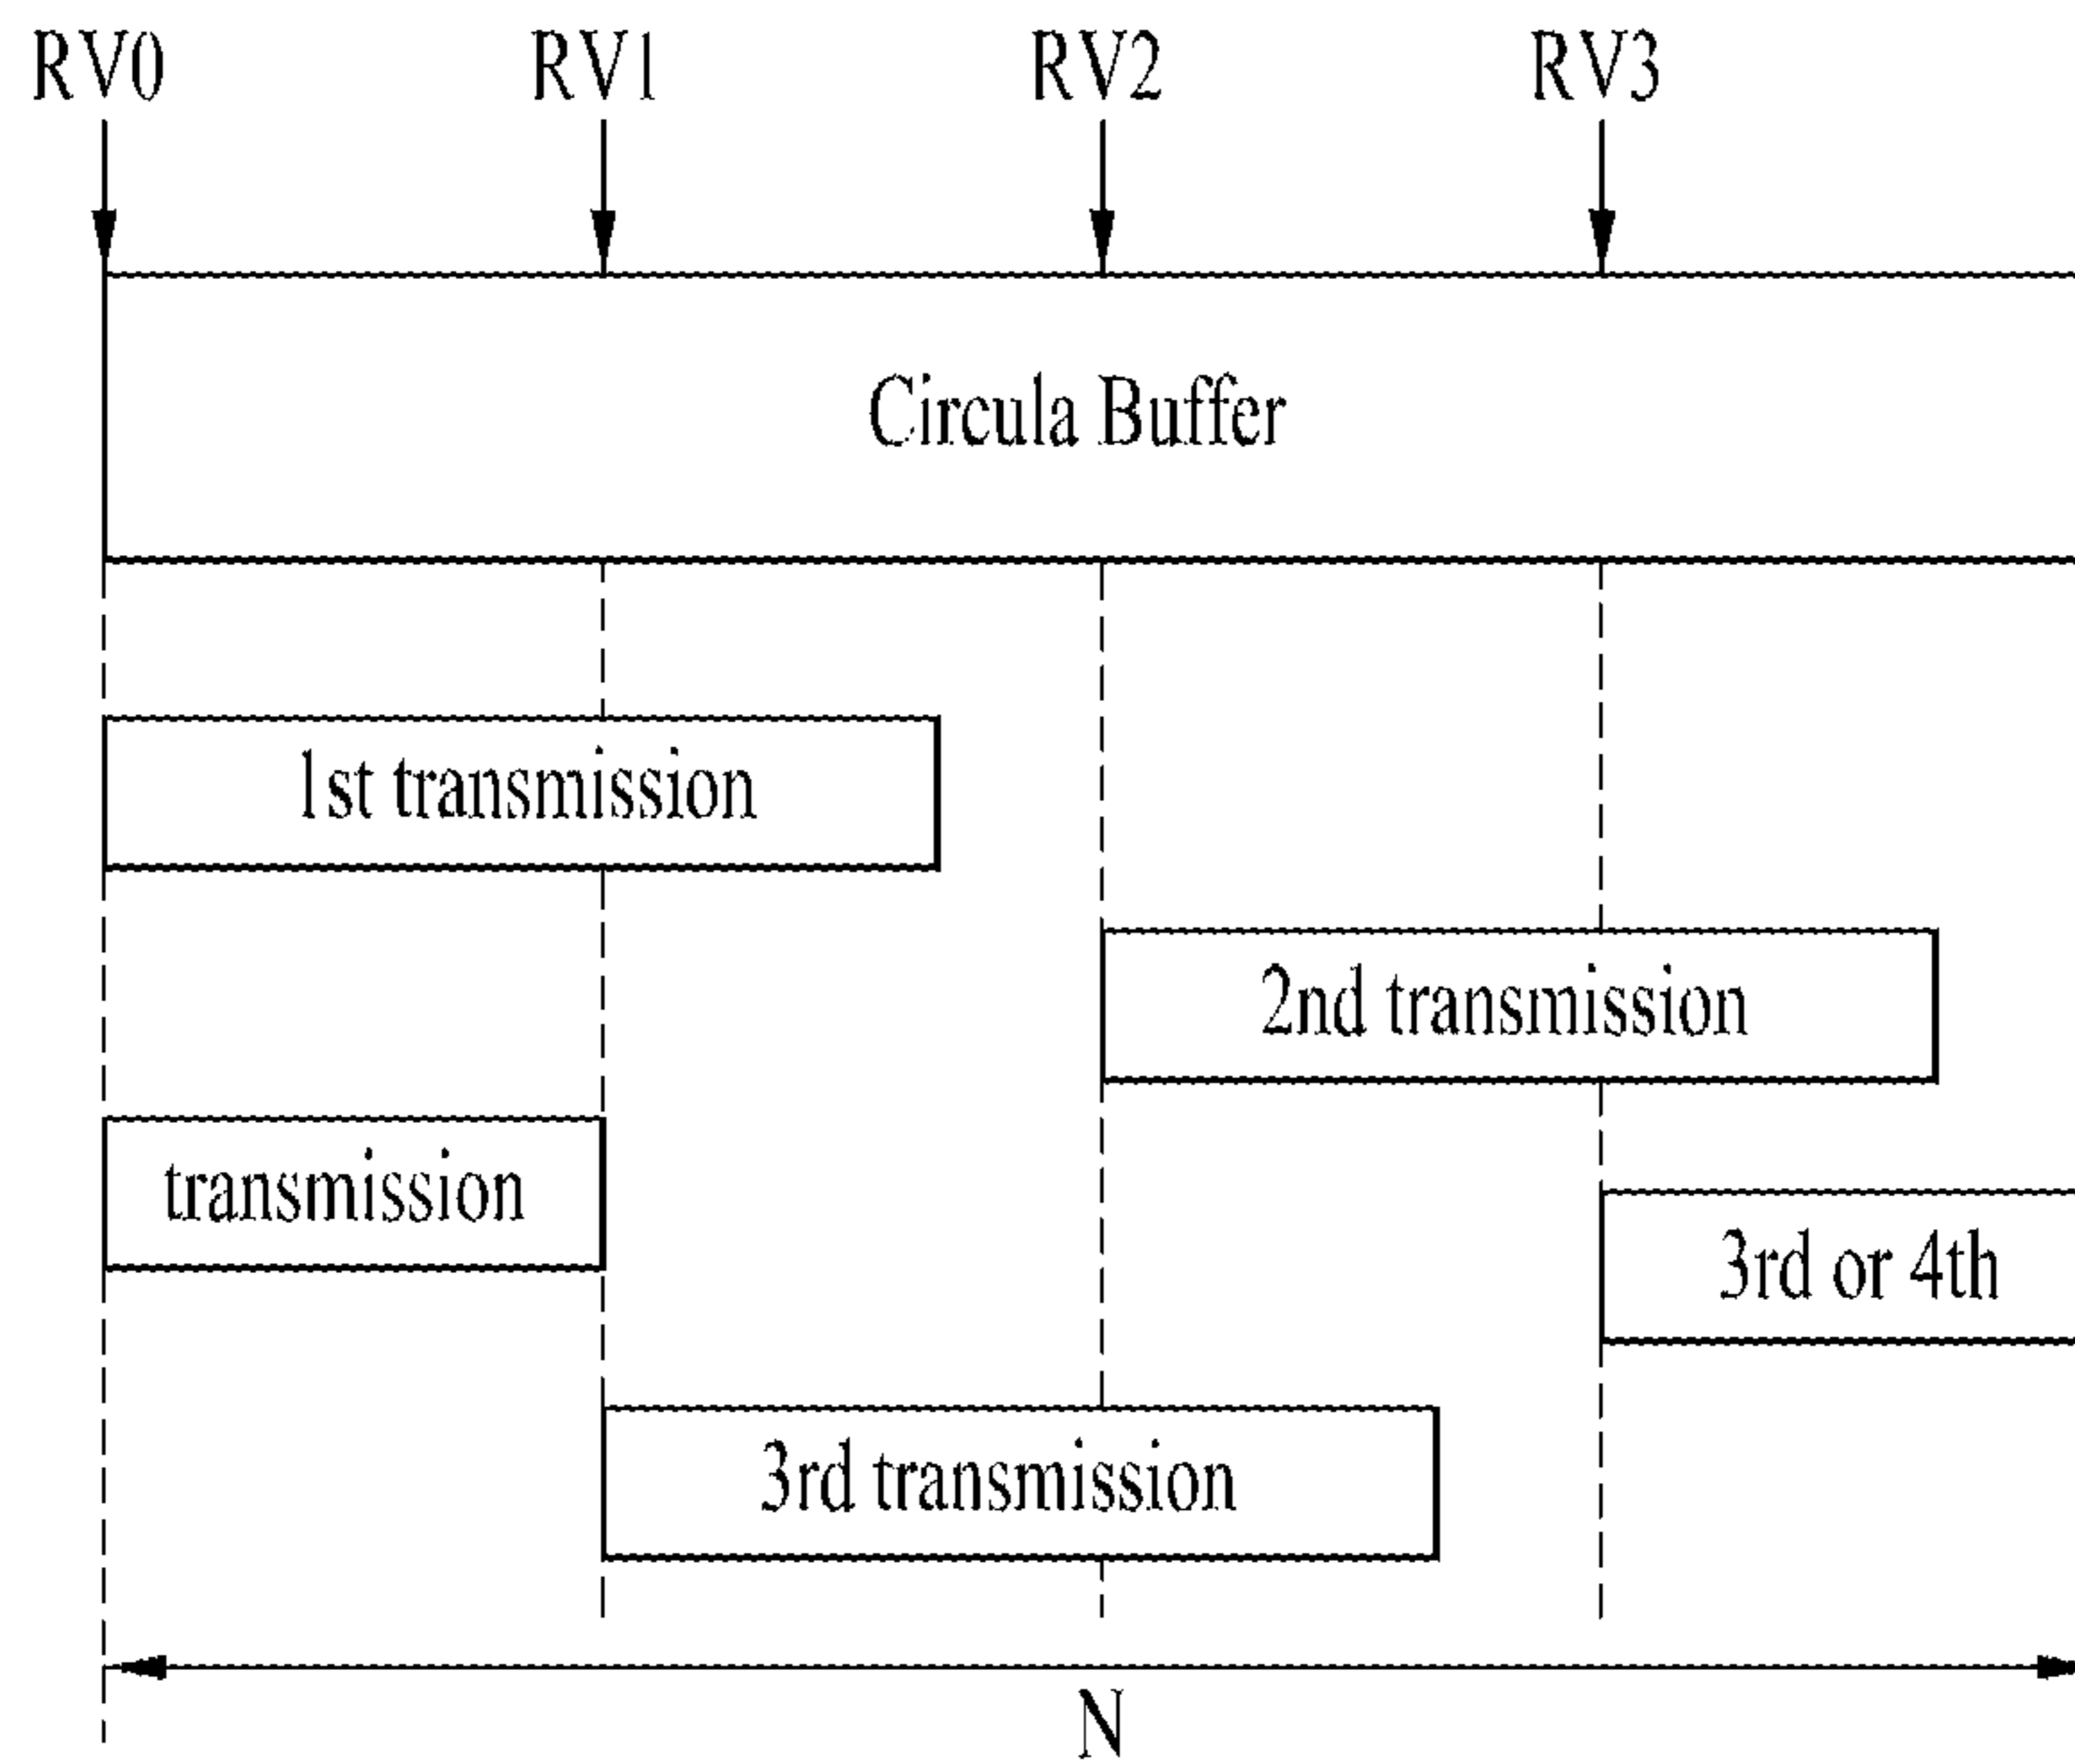 RV0 RV1 RV2 RV3
Circula Buffer
1st transmission
2nd transmission
transmission
3rd or 4th
3rd transmission
N